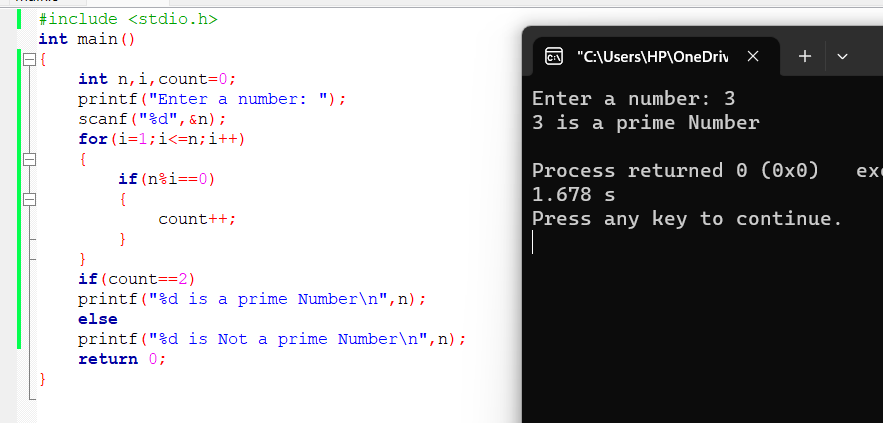 #include <stdio.h>
int main()
{
    int n,i,count=0;
    printf("Enter a number: ");
    scanf("%d",&n);
    for(i=1;i<=n;i++)
    {
        if(n%i==0)
        {
            count++;
        }
    }
    if(count==2)
    printf("%d is a prime Number\n",n);
    else
    printf("%d is Not a prime Number\n",n);
    return 0;
}
"C:\Users\HP\OneDriv
Enter a number: 3
3 is a prime Number
Process returned 0 (0x0)   exe
1.678 s
Press any key to continue.